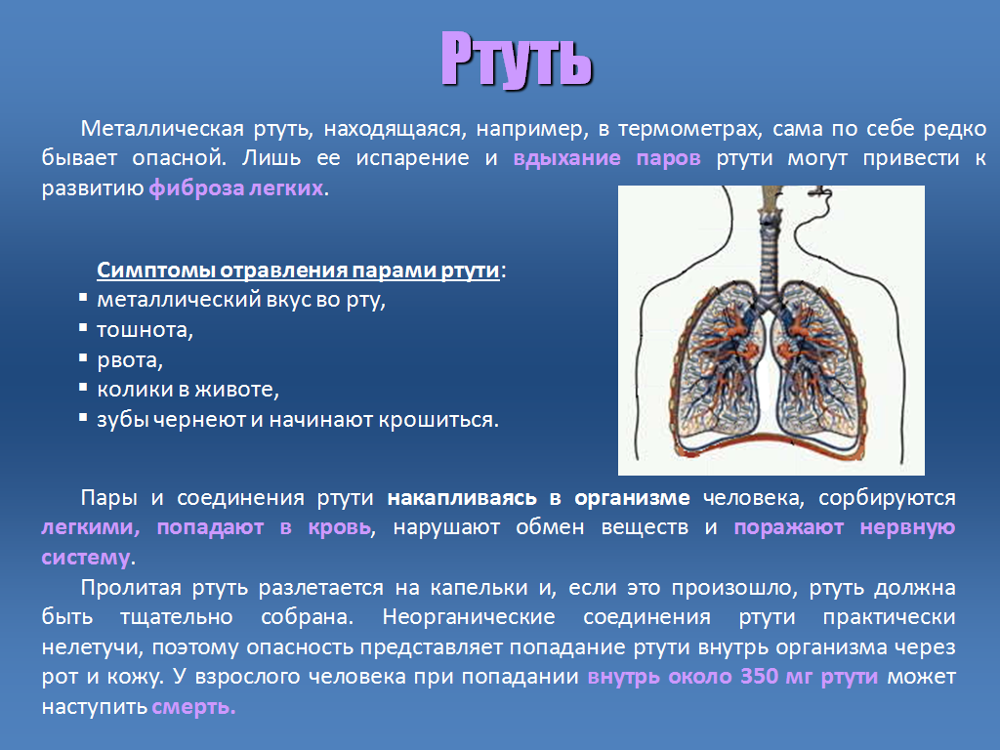 Ртуть
Металлическая ртуть, находящаяся, например, в термометрах, сама по себе редко
бывает опасной. Лишь ее испарение и вдыхание паров ртути могут привести к
развитию фиброза легких.
Симптомы отравления парами ртути:
▪ металлический вкус во рту,
▪ тошнота,
▪ рвота,
▪ колики в животе,
▪ зубы чернеют и начинают крошиться.
Пары и соединения ртути накапливаясь в организме человека, сорбируются
легкими, попадают в кровь, нарушают обмен веществ и поражают нервную
систему.
Пролитая ртуть разлетается на капельки и, если это произошло, ртуть должна
быть тщательно собрана. Неорганические соединения ртути практически
нелетучи, поэтому опасность представляет попадание ртути внутрь организма через
рот и кожу. У взрослого человека при попадании внутрь около 350 мг ртути может
наступить смерть.